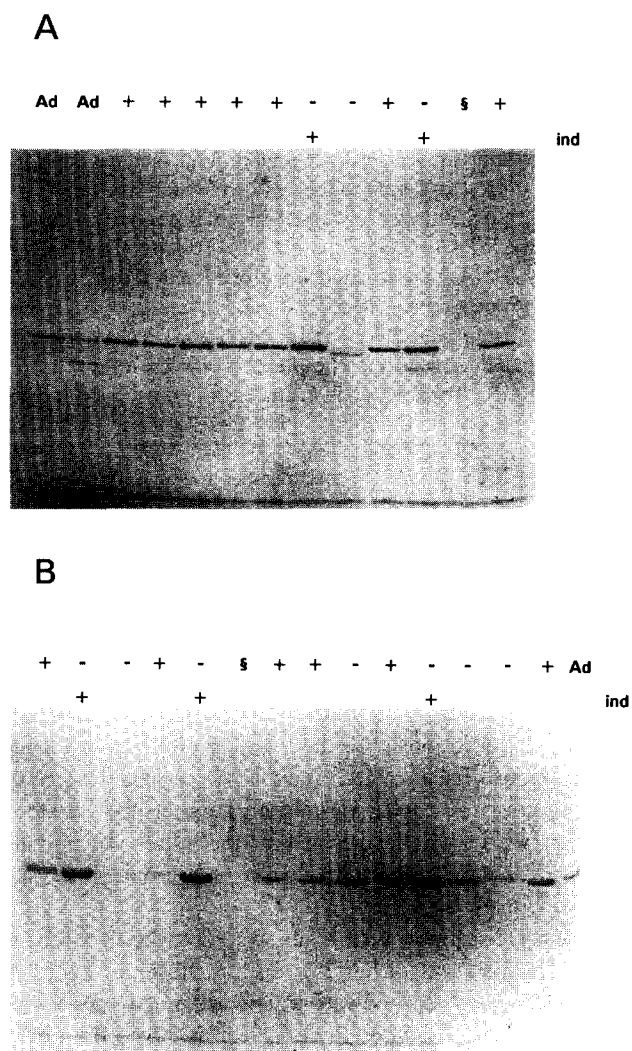 A
Ad Ad + + + + + - - + - § +
+ + ind
B
+ - - + - § + + - + - - - + Ad
+ + + ind